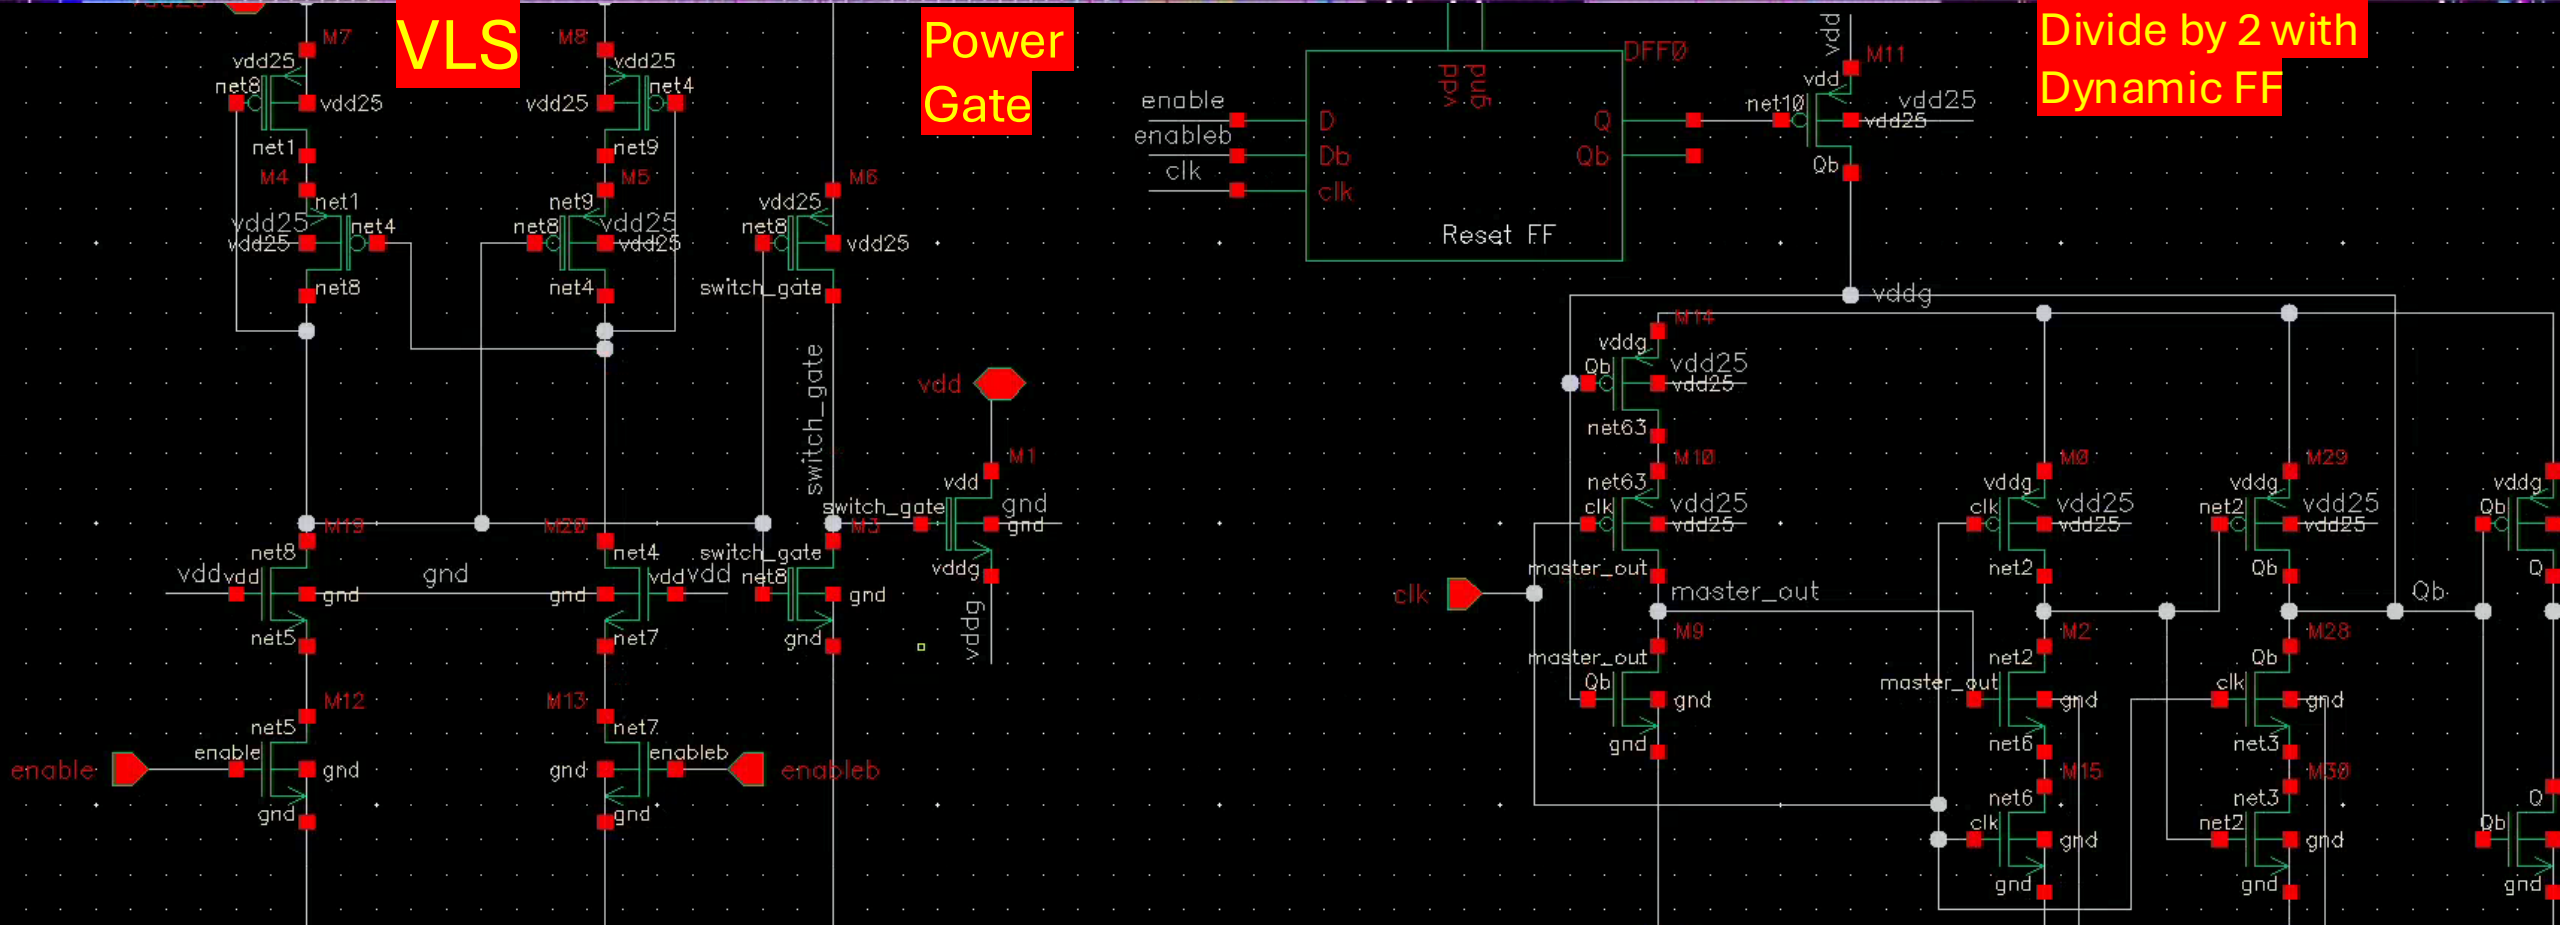 VLS
Power
Gate
Divide by 2 with
Dynamic FF
M7
vdd25
net8
vdd25
net1
M8
vdd25
net4
vdd25
net9
M4
net1
vdd25
vdd25
net4
net8
M5
net9
vdd25
net8
vdd25
net4
M6
vdd25
net8
vdd25
switch_gate
switch_gate
vdd
M1
vdd
switch_gate
gnd
gnd
vddg
vddg
M19
net8
vdd
vdd
gnd
net5
gnd
M20
net4
vdd
vdd
gnd
net7
M3
switch_gate
net8
gnd
gnd
M12
net5
enable
enable
gnd
gnd
M13
net7
enableb
enableb
gnd
gnd
DFF0
vdd
gnd
enable
D
enableb
Db
clk
clk
Q
Qb
Reset FF
vdd
M11
vdd
net10
vdd25
vdd25
Qb
vddg
M14
vddg
Qb
vdd25
vdd25
net63
M10
net63
clk
vdd25
vdd25
master_out
master_out
clk
M9
master_out
Qb
gnd
gnd
M0
vddg
clk
vdd25
vdd25
net2
M2
net2
master_out
gnd
net6
M15
net6
clk
gnd
gnd
M29
vddg
net2
vdd25
vdd25
Qb
Qb
M28
Qb
clk
gnd
net3
M30
net3
net2
gnd
gnd
vddg
Qb
Q
Q
Qb
gnd